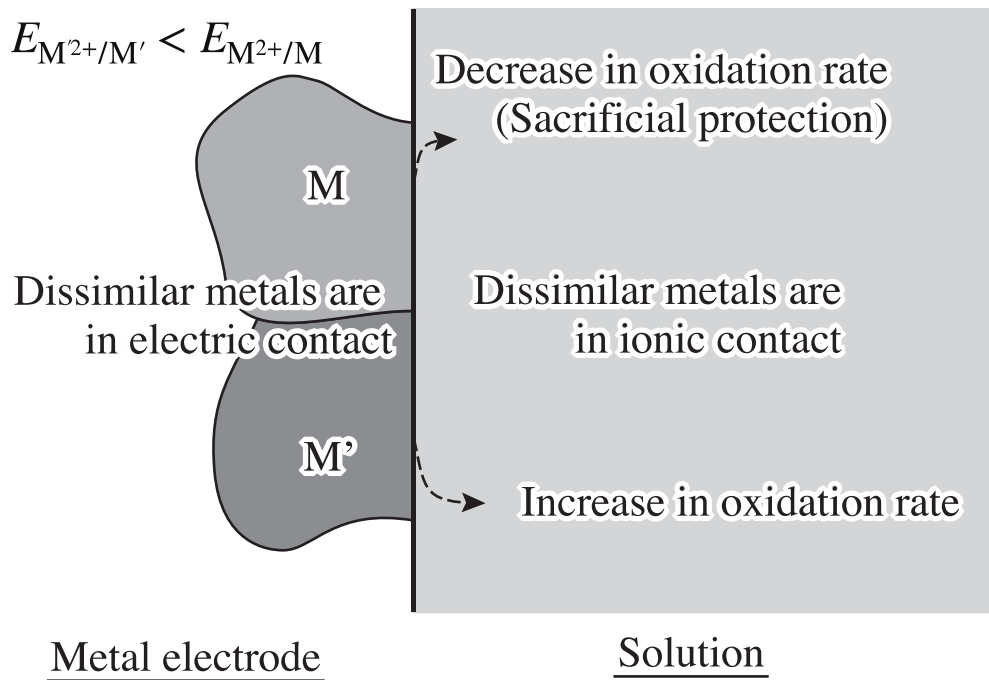 E_M'2+/M' < E_M2+/M
Decrease in oxidation rate
(Sacrificial protection)
M
Dissimilar metals are
in electric contact
Dissimilar metals are
in ionic contact
M’
Increase in oxidation rate
Metal electrode
Solution